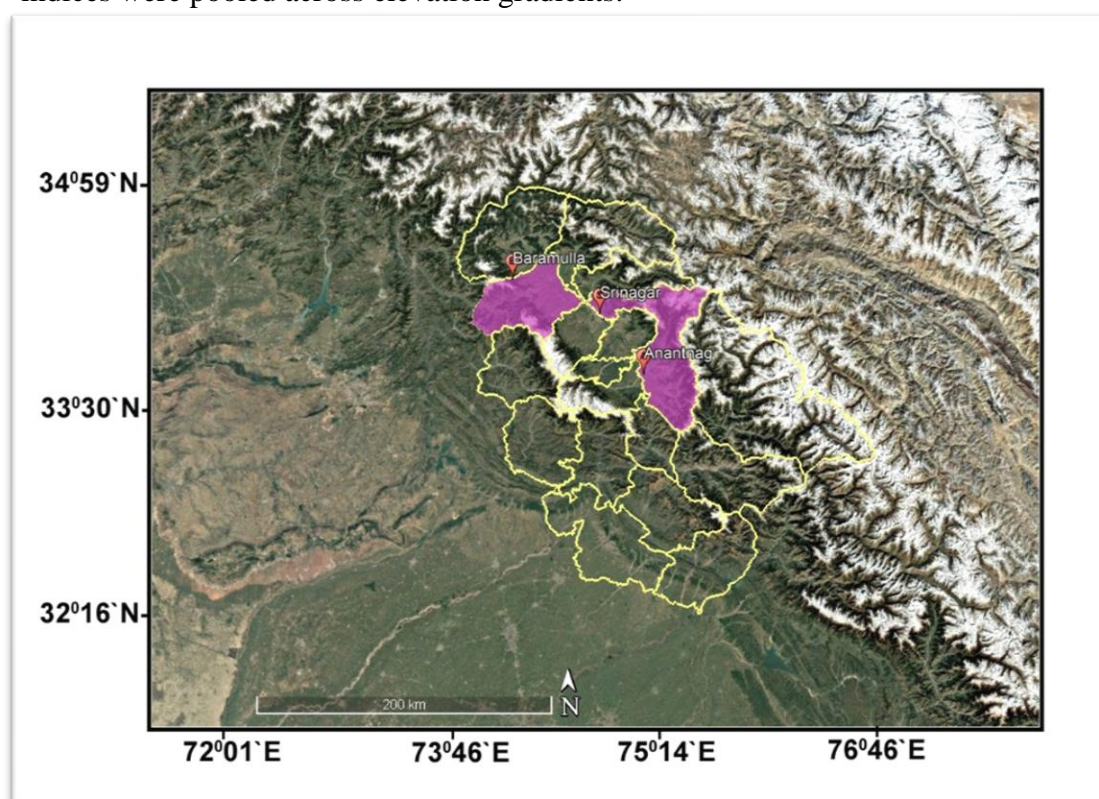 indices were pooled across elevation gradients.
34⁰59`N
Baramulla
Srinagar
Anantnag
33⁰30`N
32⁰16`N
200 km
N
72⁰01`E
73⁰46`E
75⁰14`E
76⁰46`E